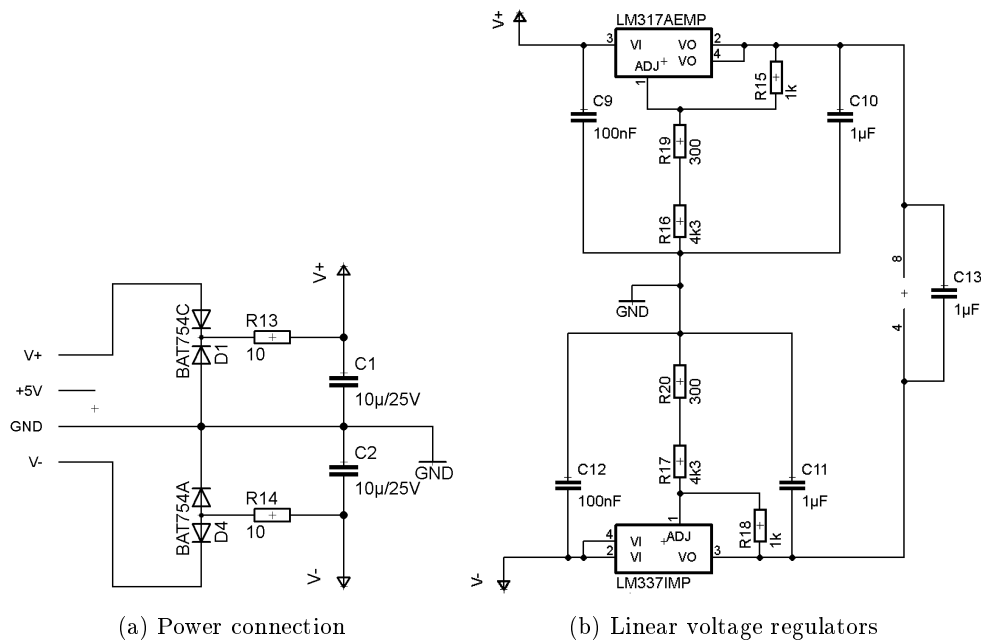 V+
+5V
GND
V-
BAT754C
D1
R13
10
V+
C1
10µ/25V
GND
C2
10µ/25V
BAT754A
D4
R14
10
V-
(a) Power connection
V+
LM317AEMP
3
VI
VO
2
VO
4
ADJ
1
R15
1k
C9
100nF
R19
300
C10
1µF
R16
4k3
GND
8
4
C13
1µF
R20
300
R17
4k3
C12
100nF
C11
1µF
R18
1k
1
ADJ
4
VI
2
VI
VO
3
LM337IMP
V-
(b) Linear voltage regulators